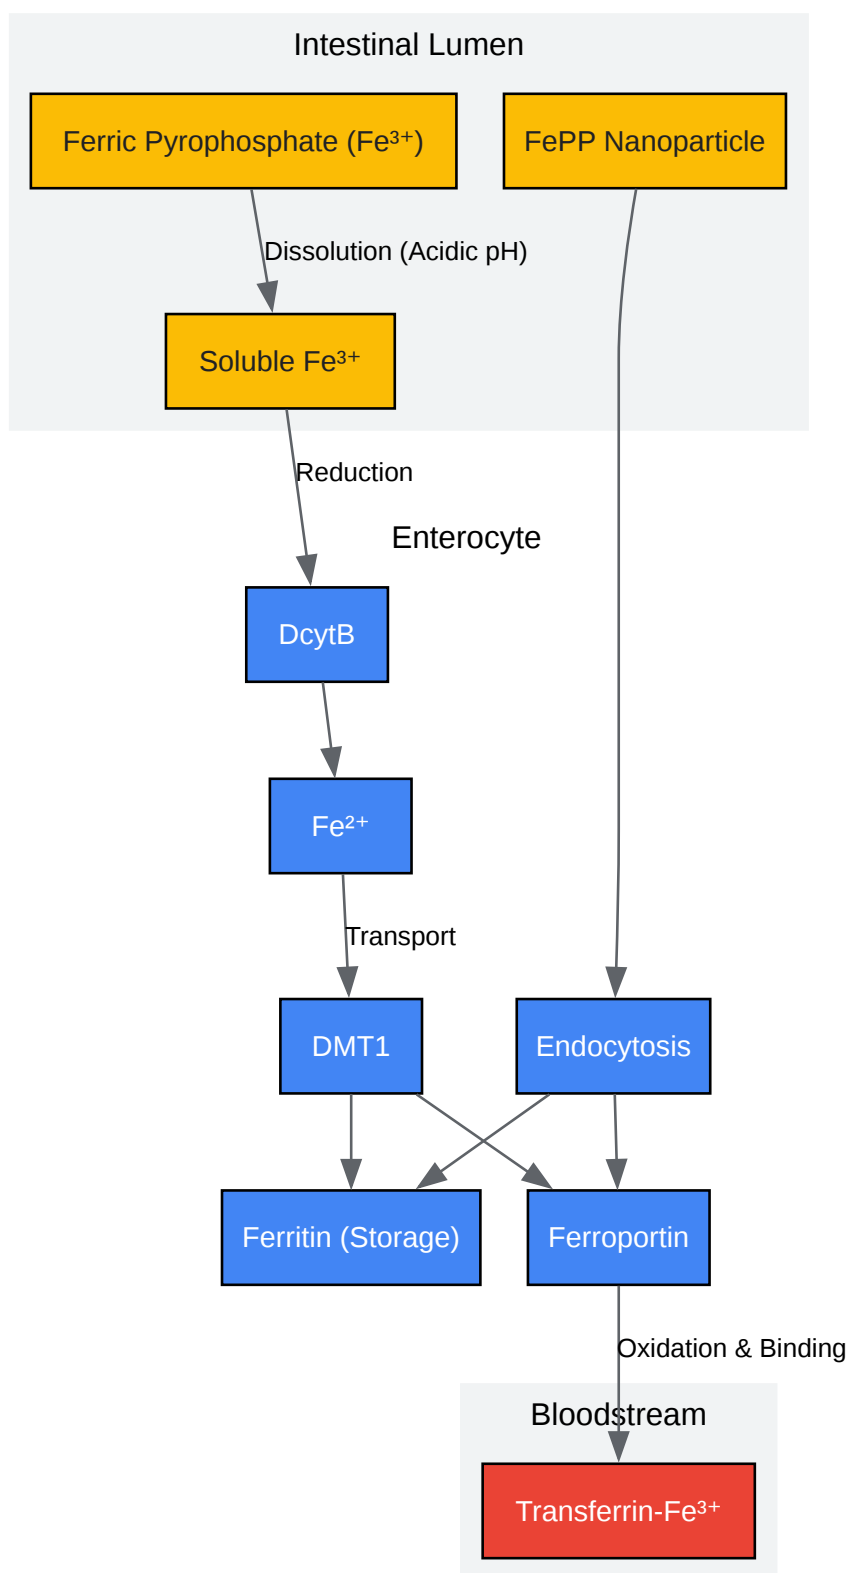 Intestinal Lumen
Ferric Pyrophosphate (Fe³⁺)
FePP Nanoparticle
Dissolution (Acidic pH)
Soluble Fe³⁺
Reduction
Enterocyte
DcytB
Fe²⁺
Transport
DMT1
Endocytosis
Ferritin (Storage)
Ferroportin
Oxidation & Binding
Bloodstream
Transferrin-Fe³⁺